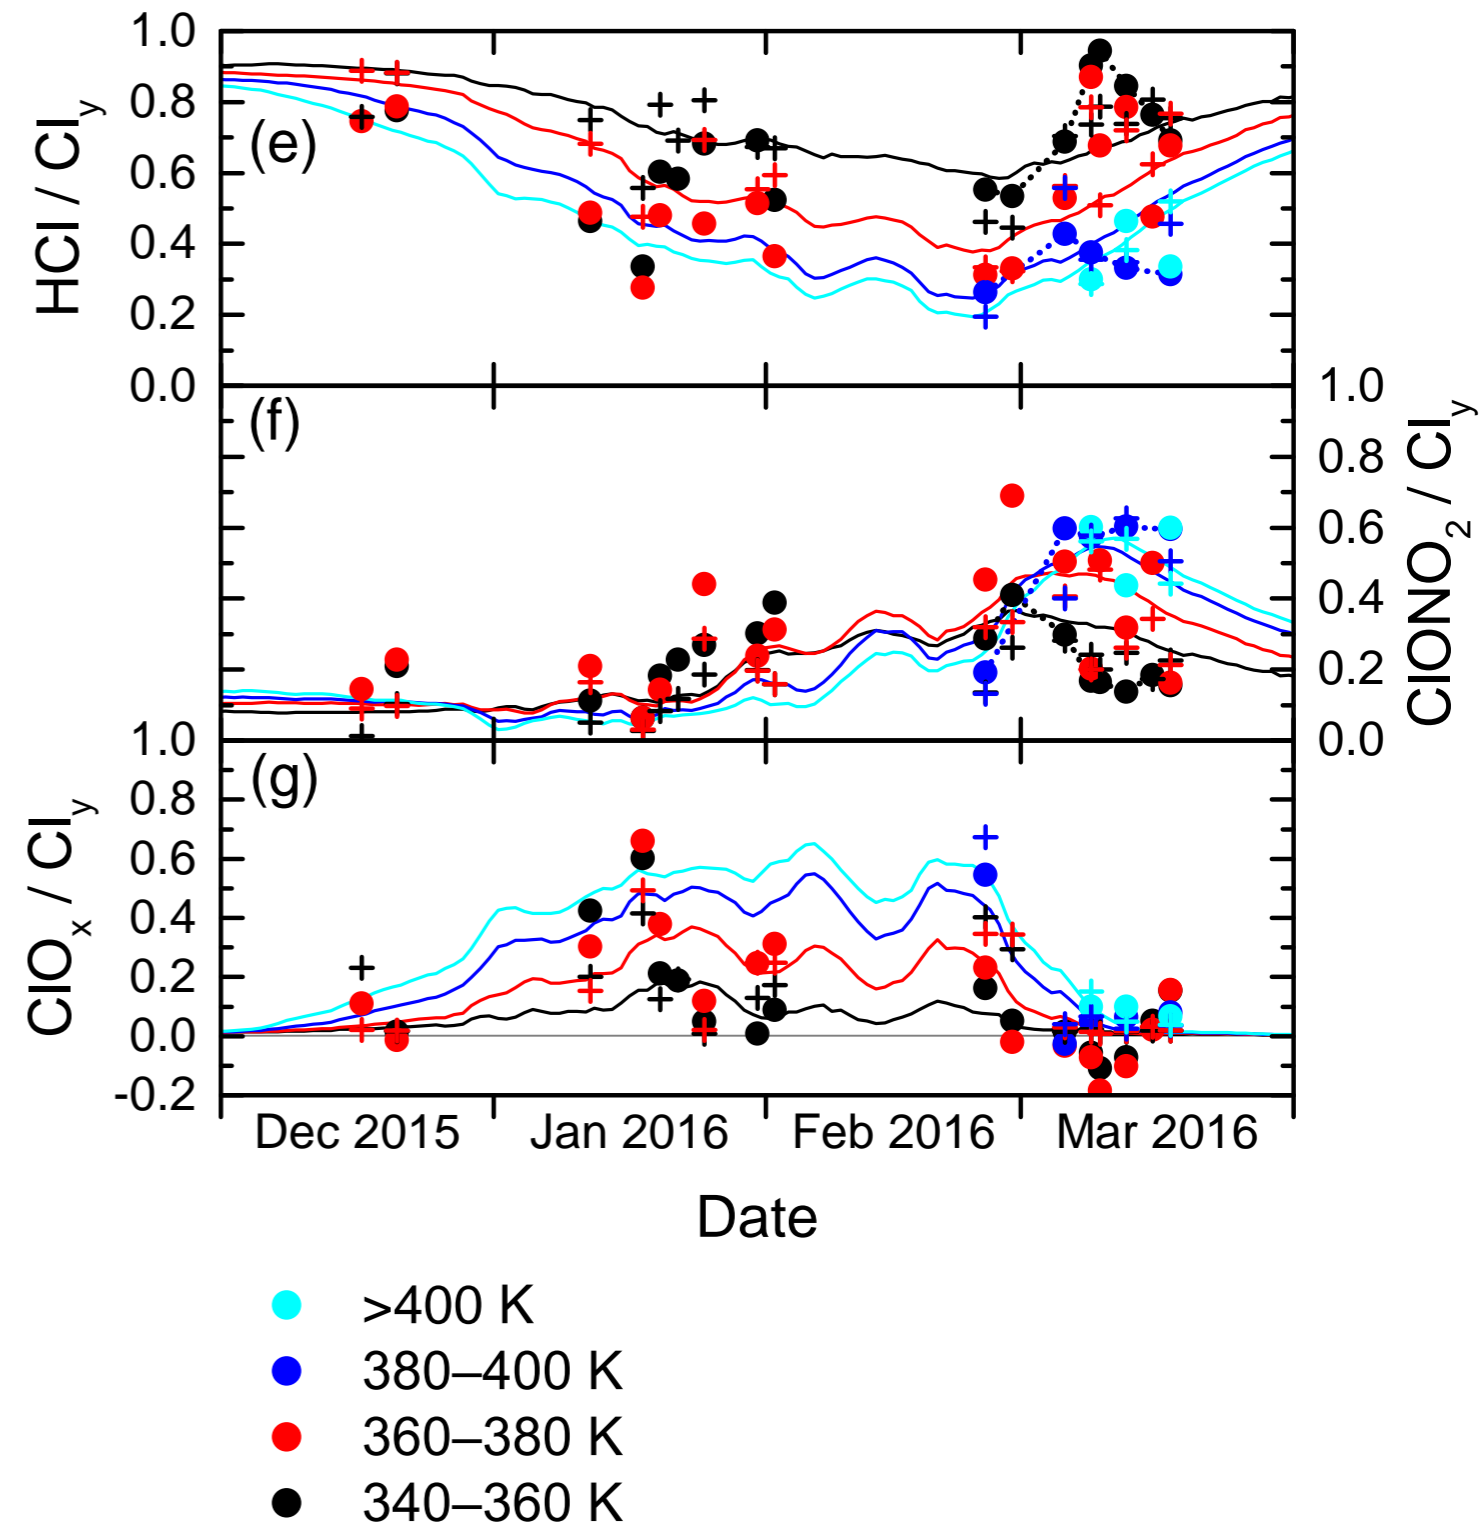 1.0
0.8
0.6
0.4
0.2
0.0
HCl / Cl_y
(e)
(f)
1.0
0.8
0.6
0.4
0.2
0.0
ClONO_2 / Cl_y
(g)
1.0
0.8
0.6
0.4
0.2
0.0
-0.2
ClO_x / Cl_y
Dec 2015 Jan 2016 Feb 2016 Mar 2016
Date
>400 K
380–400 K
360–380 K
340–360 K